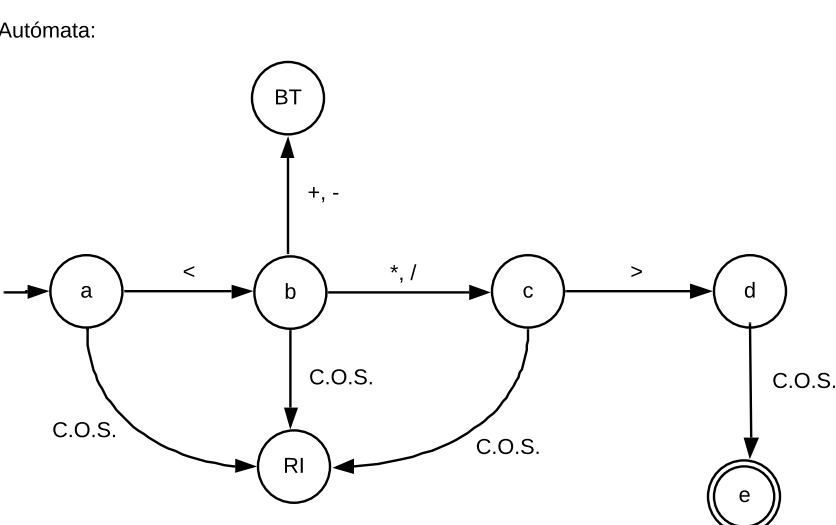 Autómata:
BT
+, -
a
<
b
*, /
c
>
d
C.O.S.
C.O.S.
C.O.S.
C.O.S.
RI
e